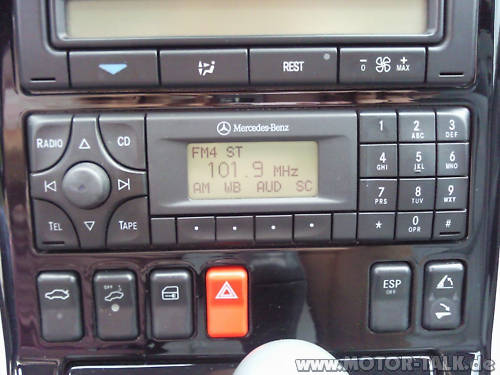 REST
0 MAX
RADIO CD
Mercedes-Benz
FM4 ST
101.9 MHz
AM WB AUD SC
TEL TAPE
1 2 ABC 3 DEF
4 GHI 5 JKL 6 MNO
7 PRS 8 TUV 9 WXY
* 0 OPR #
OFF
ESP OFF
www.MOTOR-TALK.de